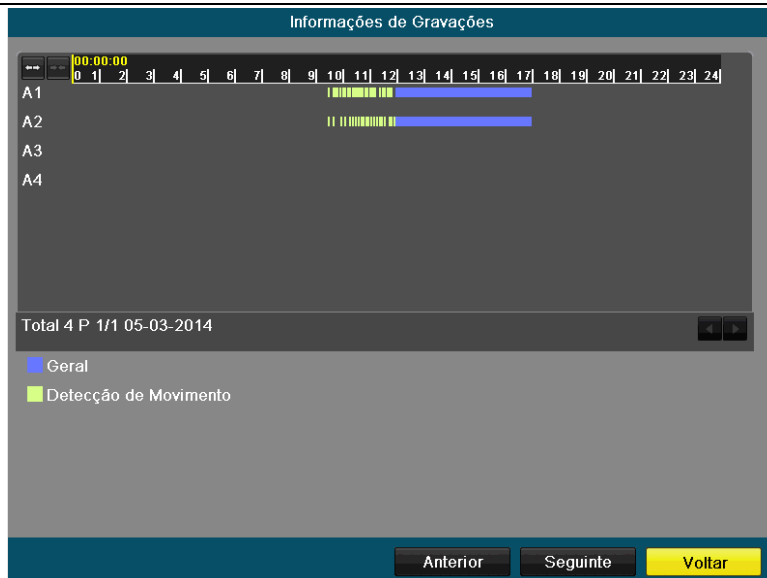 Informações de Gravações
00:00:00
0 1 2 3 4 5 6 7 8 9 10 11 12 13 14 15 16 17 18 19 20 21 22 23 24
A1
A2
A3
A4
Total 4 P 1/1 05-03-2014
Geral
Detecção de Movimento
Anterior Seguinte Voltar